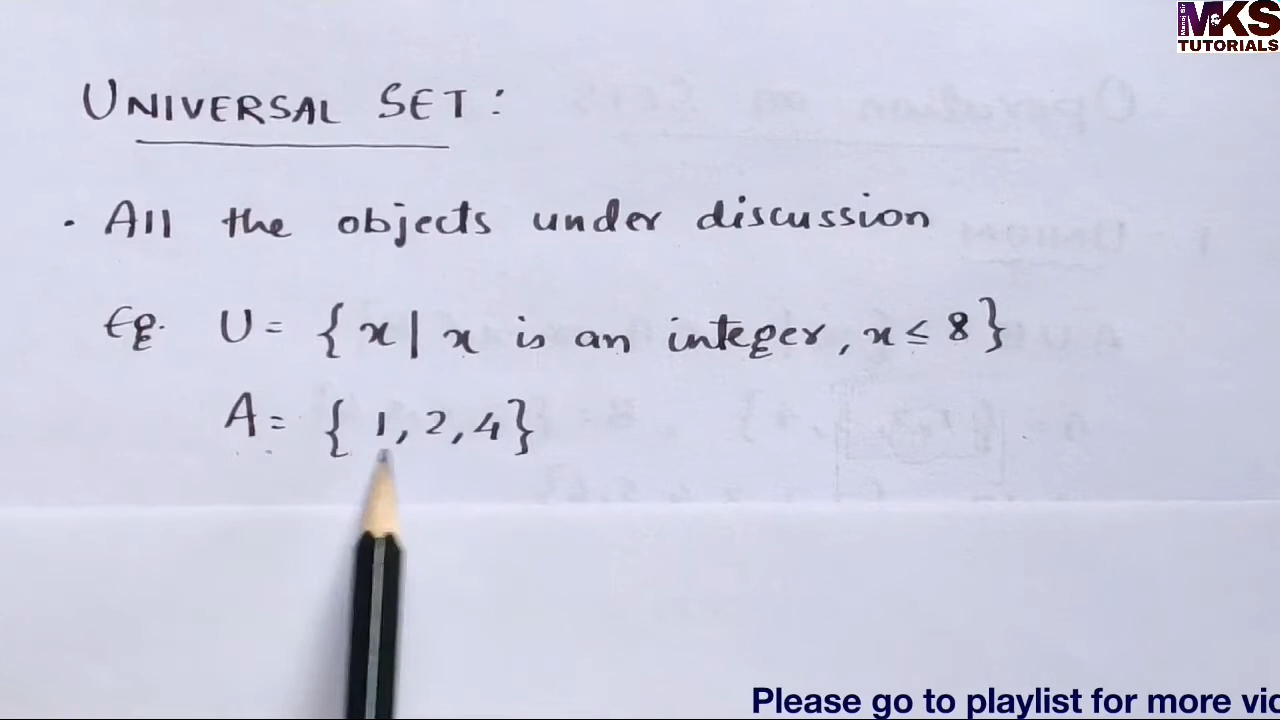 MKS
TUTORIALS
UNIVERSAL SET:
· All the objects under discussion
Eg. U = {x | x is an integer, x ≤ 8}
A = {1, 2, 4}
Please go to playlist for more vid